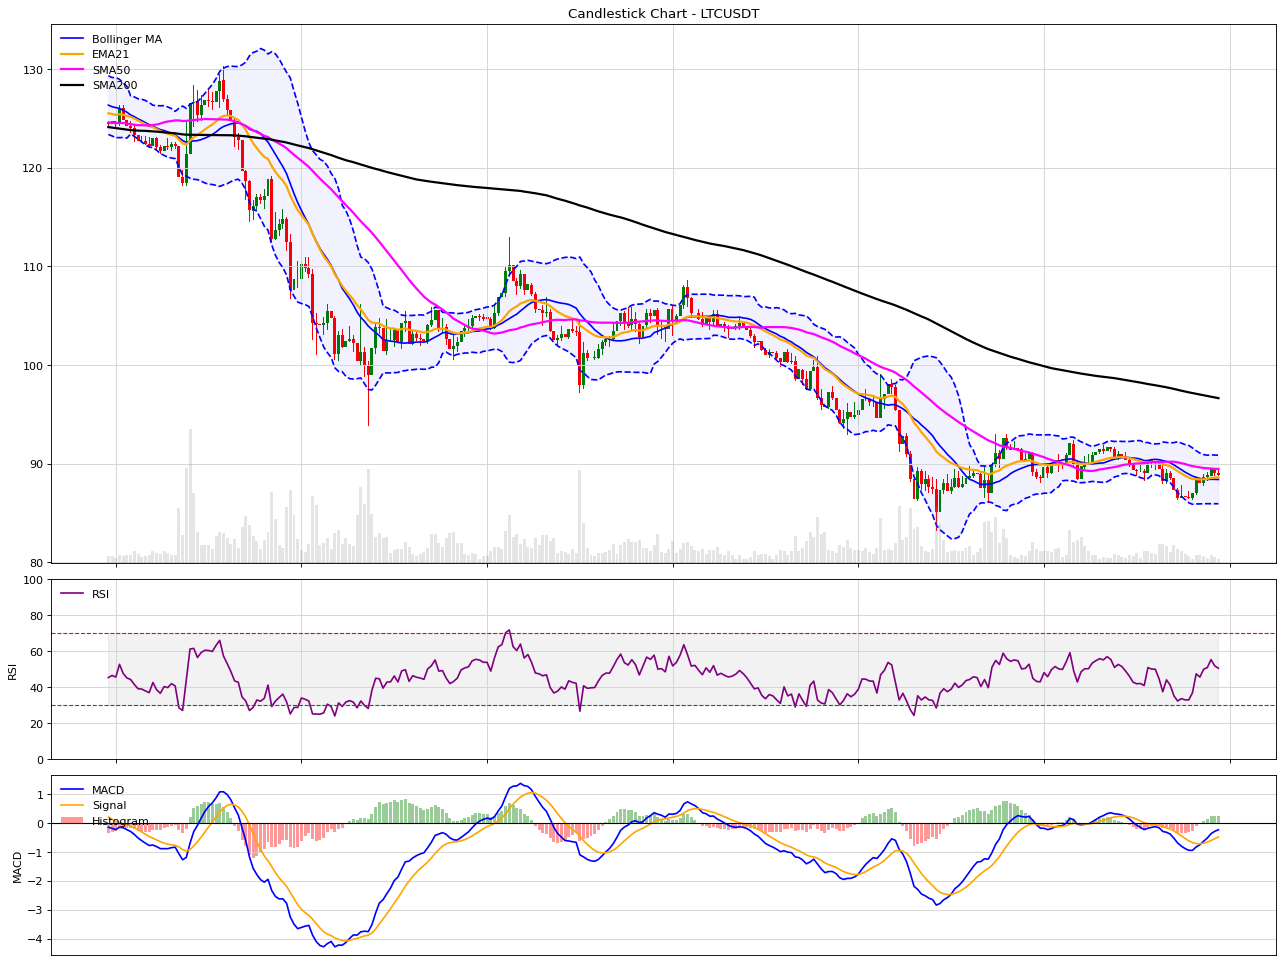 Candlestick Chart - LTCUSDT
Bollinger MA
EMA21
SMA50
SMA200
130
120
110
100
90
80
RSI
100
80
60
40
20
0
RSI
MACD
Signal
Histogram
1
0
−1
−2
−3
−4
MACD